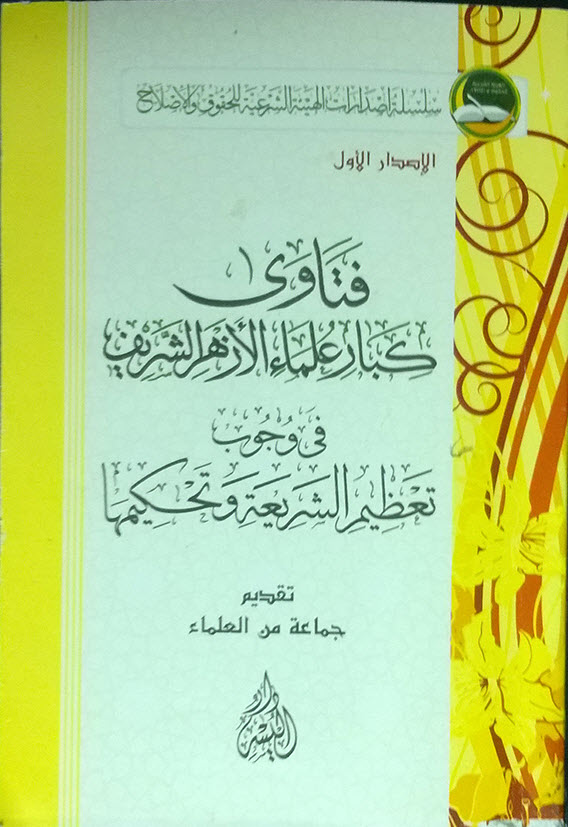 سلسلة إصدارات الهيئة الشرعية للحقوق والإصلاح
الإصدار الأول
فتاوى
كبار علماء الأزهر الشريف
في وجوب
تعظيم الشريعة وتحكيمها
تقديم
جماعة من العلماء
دار
اليسر